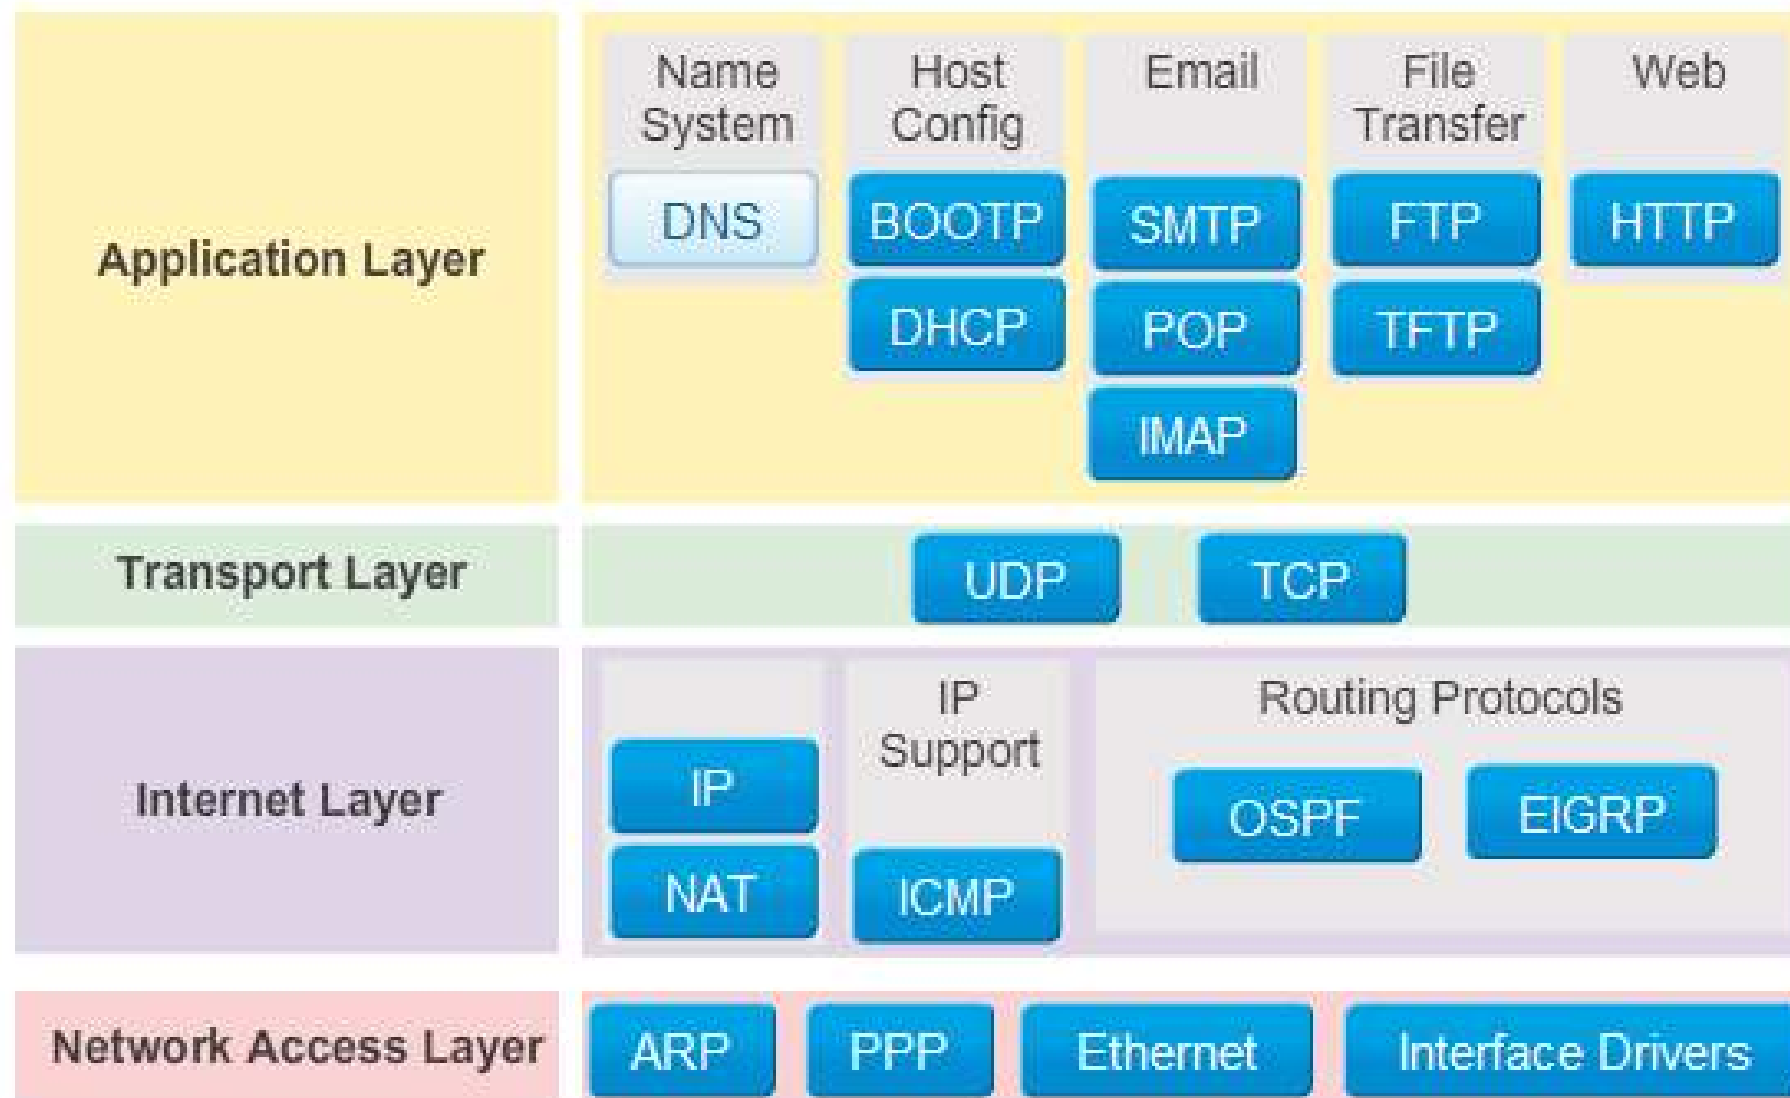 Application Layer
Name
System
DNS
Host
Config
BOOTP
DHCP
Email
SMTP
POP
IMAP
File
Transfer
FTP
TFTP
Web
HTTP
Transport Layer
UDP
TCP
Internet Layer
IP
NAT
IP
Support
ICMP
Routing Protocols
OSPF
EIGRP
Network Access Layer
ARP
PPP
Ethernet
Interface Drivers